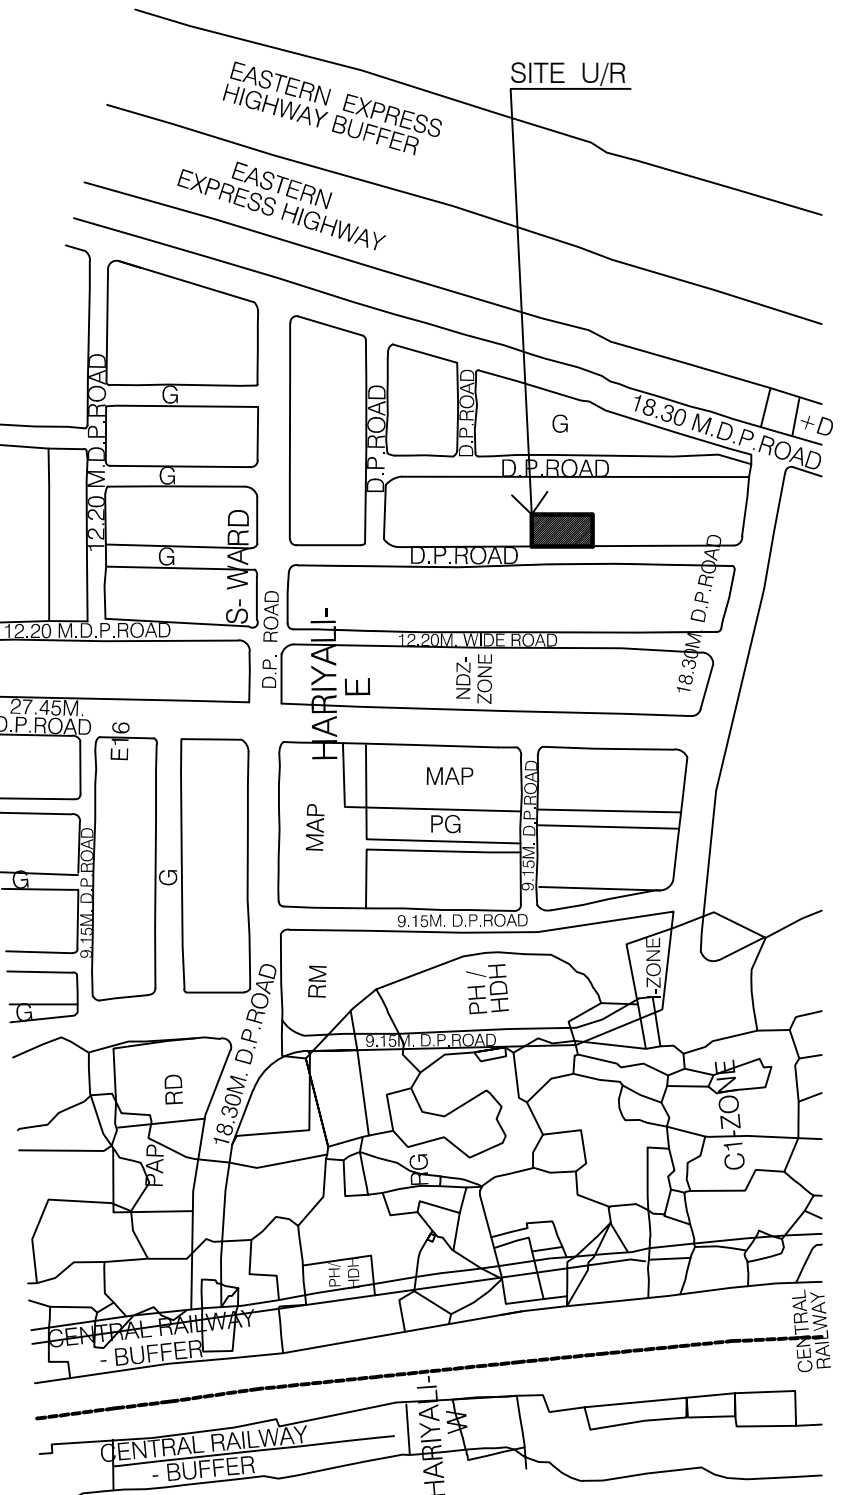 SITE U/R
EASTERN EXPRESS
HIGHWAY BUFFER
EASTERN
EXPRESS HIGHWAY
18.30 M.D.P.ROAD
+D
G
12.20 M.D.P.ROAD
D.P.ROAD
D.P.ROAD
G
D.P.ROAD
G
G
D.P.ROAD
S- WARD
18.30M. D.P.ROAD
D.P. ROAD
12.20 M.D.P.ROAD
12.20M. WIDE ROAD
HARIYALI-
E
NDZ-
ZONE
27.45M.
D.P.ROAD
E16
MAP
MAP
PG
9.15M. D.P.ROAD
9.15M. D.P.ROAD
G
G
9.15M. D.P.ROAD
RM
PH /
HDH
I-ZONE
G
18.30M. D.P.ROAD
9.15M. D.P.ROAD
RD
C1-ZONE
PAP
RG
PH/
HDH
CENTRAL RAILWAY
- BUFFER
CENTRAL
RAILWAY
HARIYALI-
W
CENTRAL RAILWAY
- BUFFER